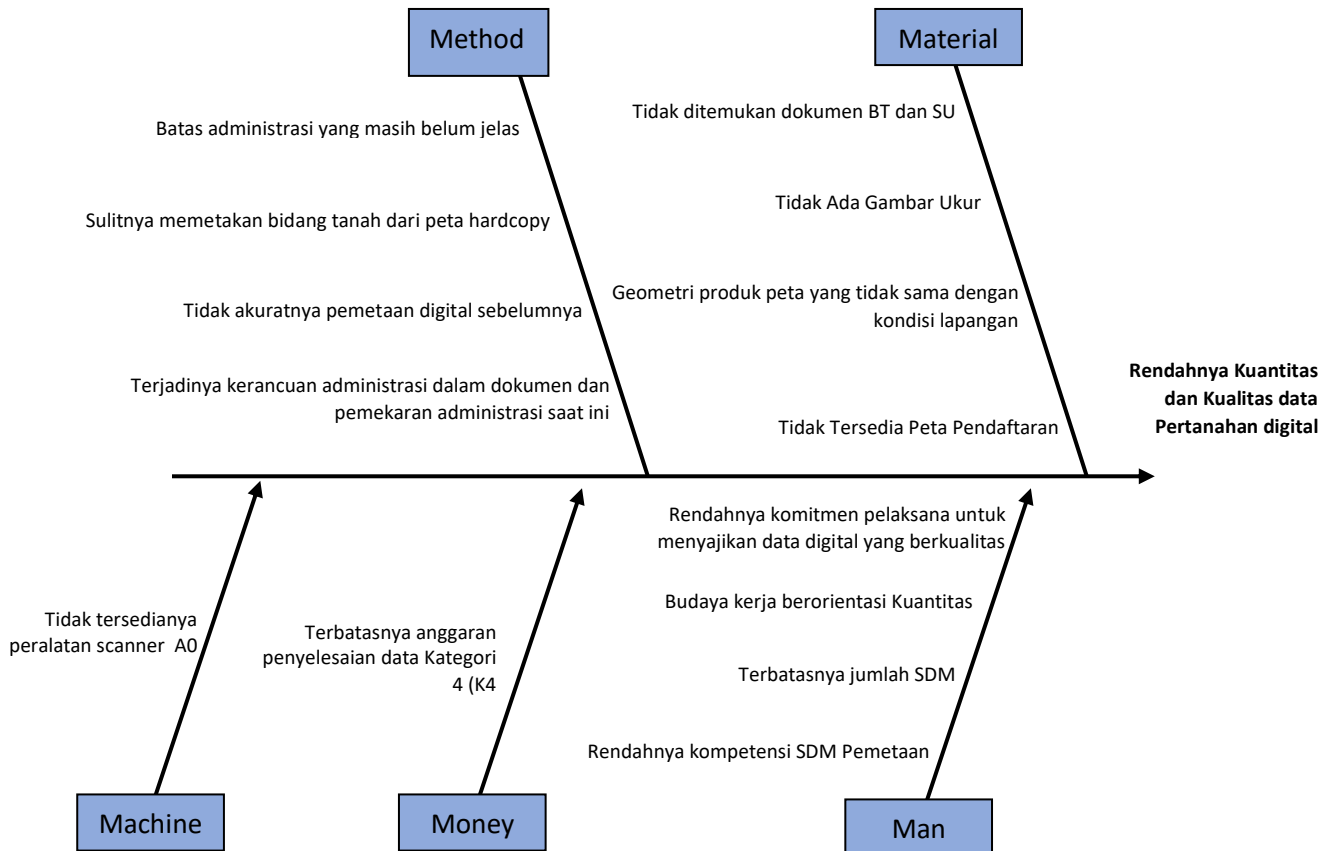 Method
Material
Batas administrasi yang masih belum jelas
Sulitnya memetakan bidang tanah dari peta hardcopy
Tidak akuratnya pemetaan digital sebelumnya
Terjadinya kerancuan administrasi dalam dokumen dan
pemekaran administrasi saat ini
Tidak ditemukan dokumen BT dan SU
Tidak Ada Gambar Ukur
Geometri produk peta yang tidak sama dengan
kondisi lapangan
Tidak Tersedia Peta Pendaftaran
Rendahnya Kuantitas
dan Kualitas data
Pertanahan digital
Tidak tersedianya
peralatan scanner A0
Terbatasnya anggaran
penyelesaian data Kategori
4 (K4
Rendahnya komitmen pelaksana untuk
menyajikan data digital yang berkualitas
Budaya kerja berorientasi Kuantitas
Terbatasnya jumlah SDM
Rendahnya kompetensi SDM Pemetaan
Machine
Money
Man